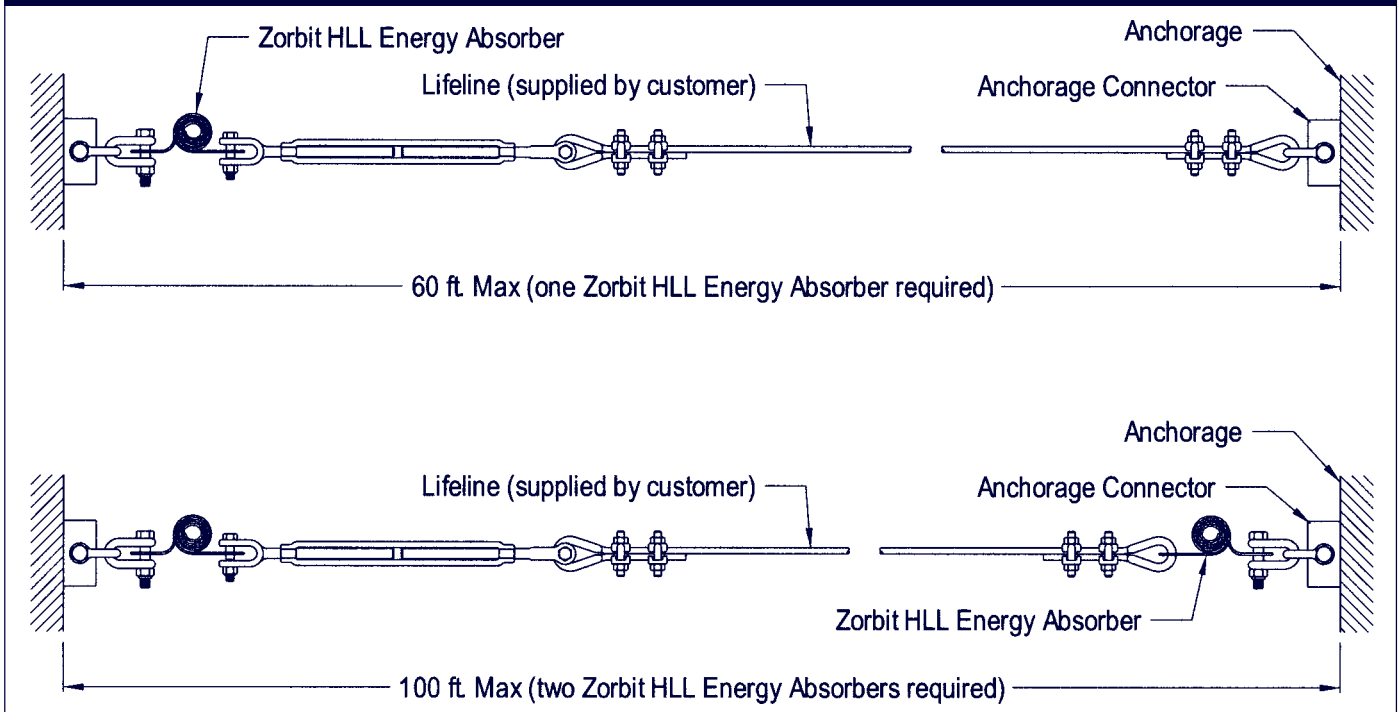 Zorbit HLL Energy Absorber
Anchorage
Lifeline (supplied by customer)
Anchorage Connector
60 ft. Max (one Zorbit HLL Energy Absorber required)
Anchorage
Lifeline (supplied by customer)
Anchorage Connector
Zorbit HLL Energy Absorber
100 ft. Max (two Zorbit HLL Energy Absorbers required)